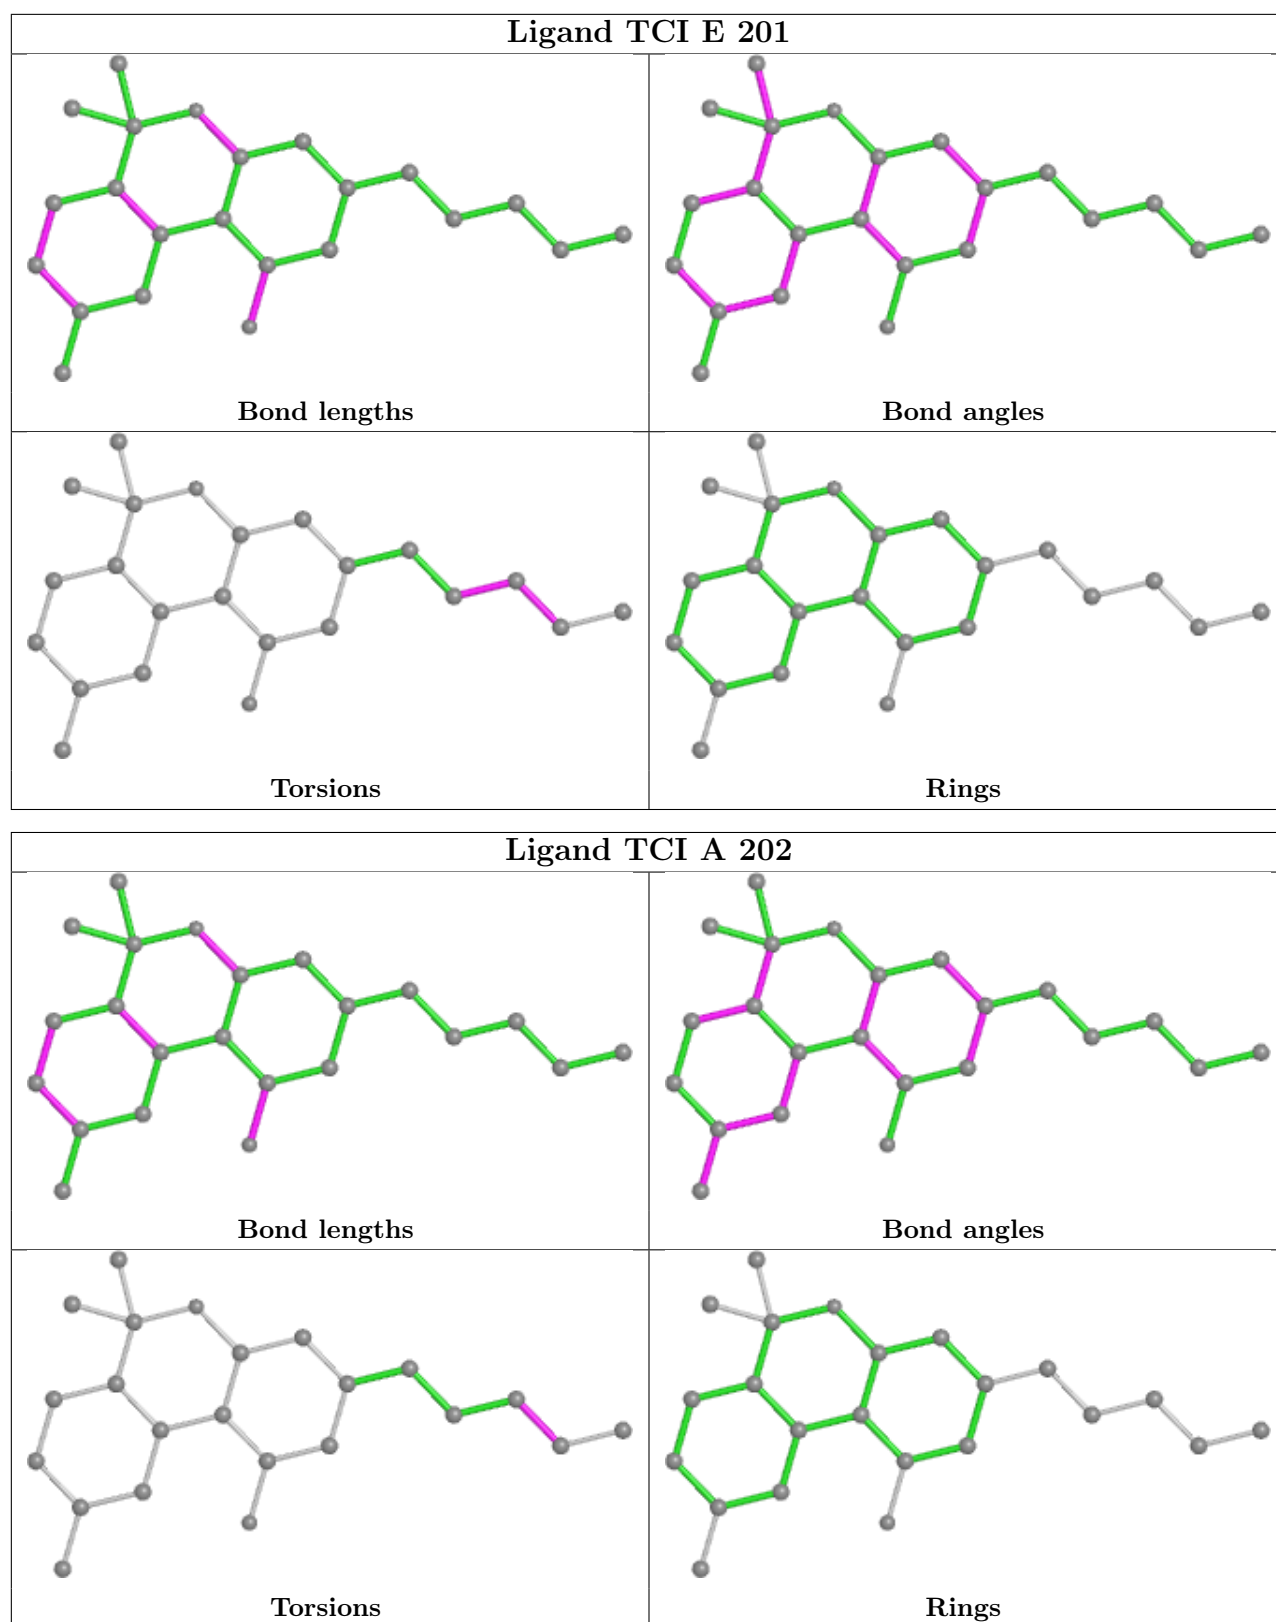 Ligand TCI E 201
Bond lengths
Bond angles
Torsions
Rings
Ligand TCI A 202
Bond lengths
Bond angles
Torsions
Rings